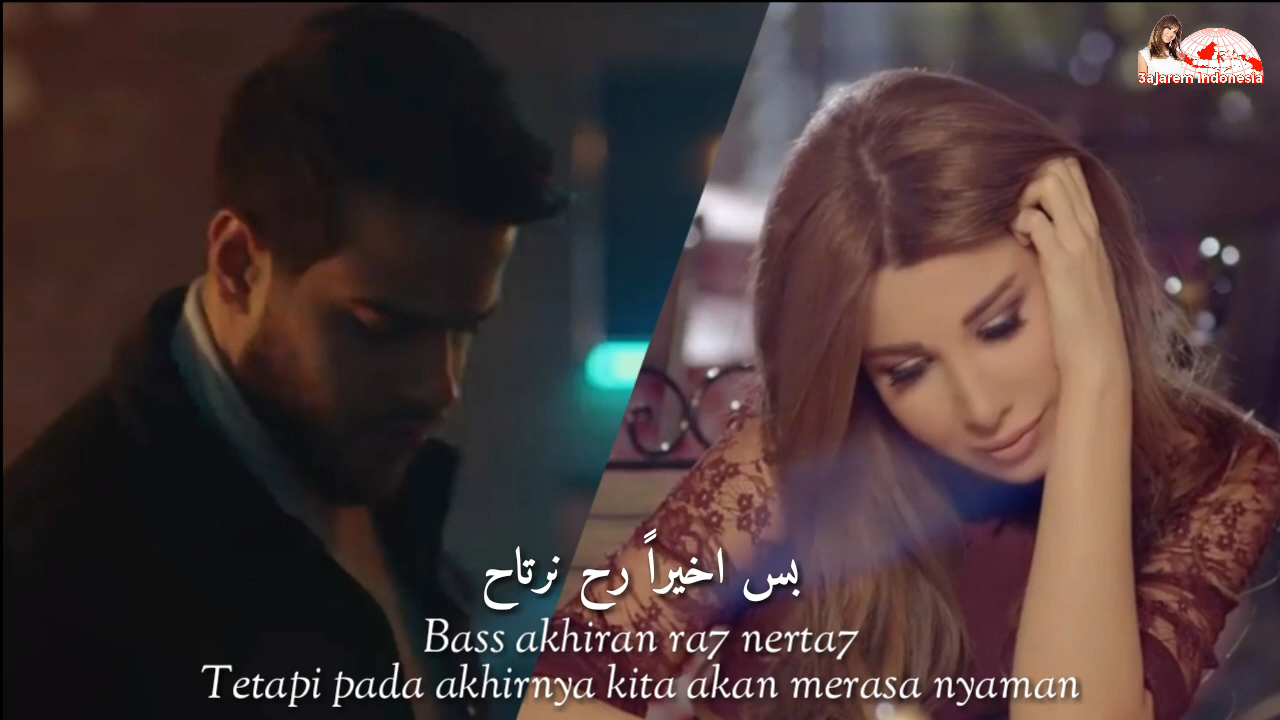 3ajarem Indonesia
بس اخيراً رح نرتاح
Bass akhiran ra7 nerta7
Tetapi pada akhirnya kita akan merasa nyaman